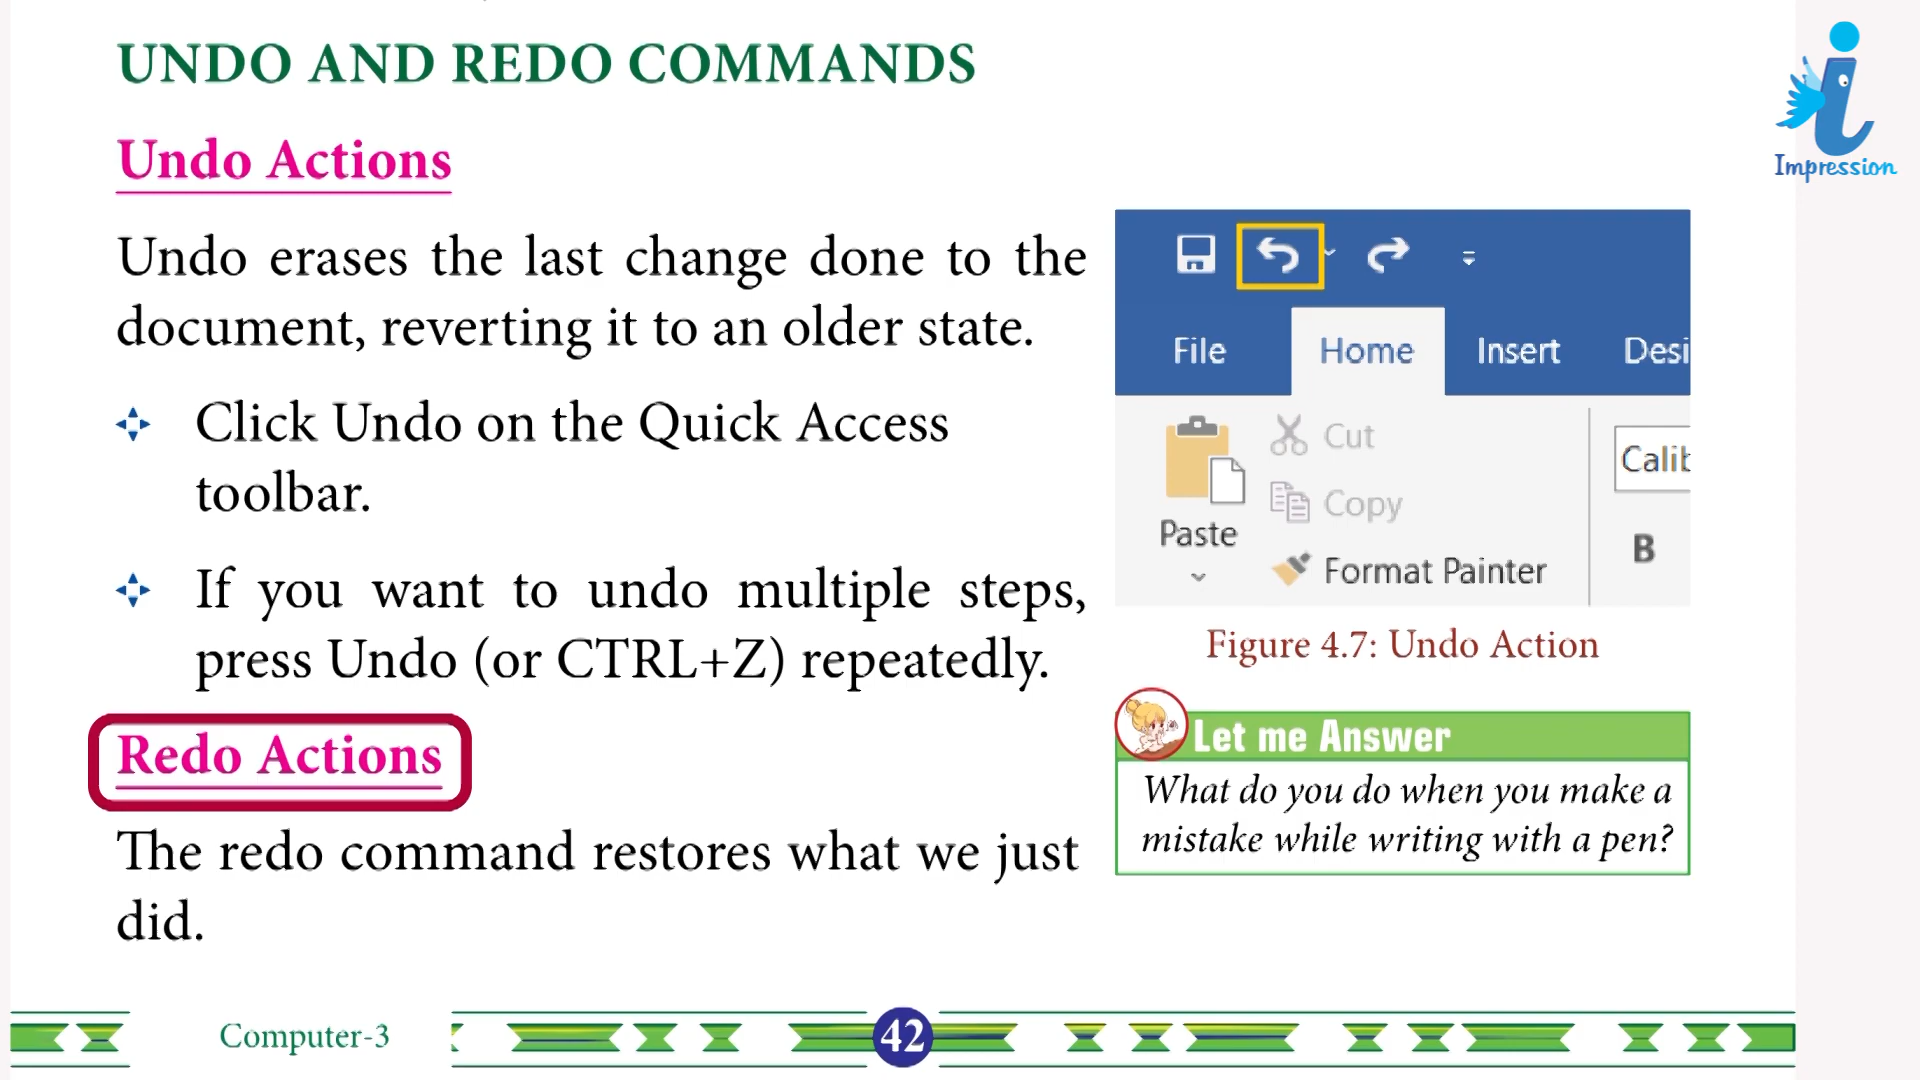 UNDO AND REDO COMMANDS
Undo Actions
Undo erases the last change done to the
document, reverting it to an older state.
Click Undo on the Quick Access
toolbar.
If you want to undo multiple steps,
press Undo (or CTRL+Z) repeatedly.
Redo Actions
The redo command restores what we just
did.
Impression
File Home Insert Desi
Cut
Calib
Copy
Paste
B
Format Painter
Figure 4.7: Undo Action
Let me Answer
What do you do when you make a
mistake while writing with a pen?
Computer-3
42